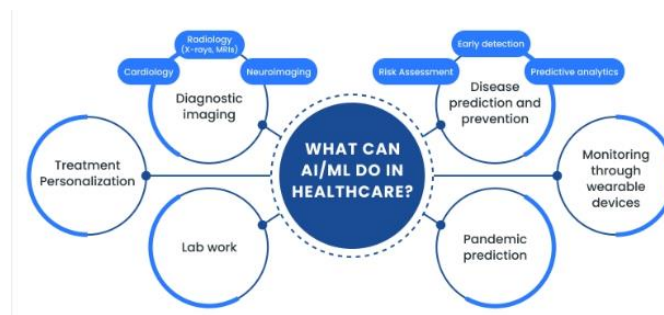 Radiology
(X-rays, MRIs)
Cardiology
Neuroimaging
Diagnostic
imaging
Early detection
Risk Assessment
Predictive analytics
Disease
prediction and
prevention
Treatment
Personalization
WHAT CAN
AI/ML DO IN
HEALTHCARE?
Monitoring
through
wearable
devices
Lab work
Pandemic
prediction